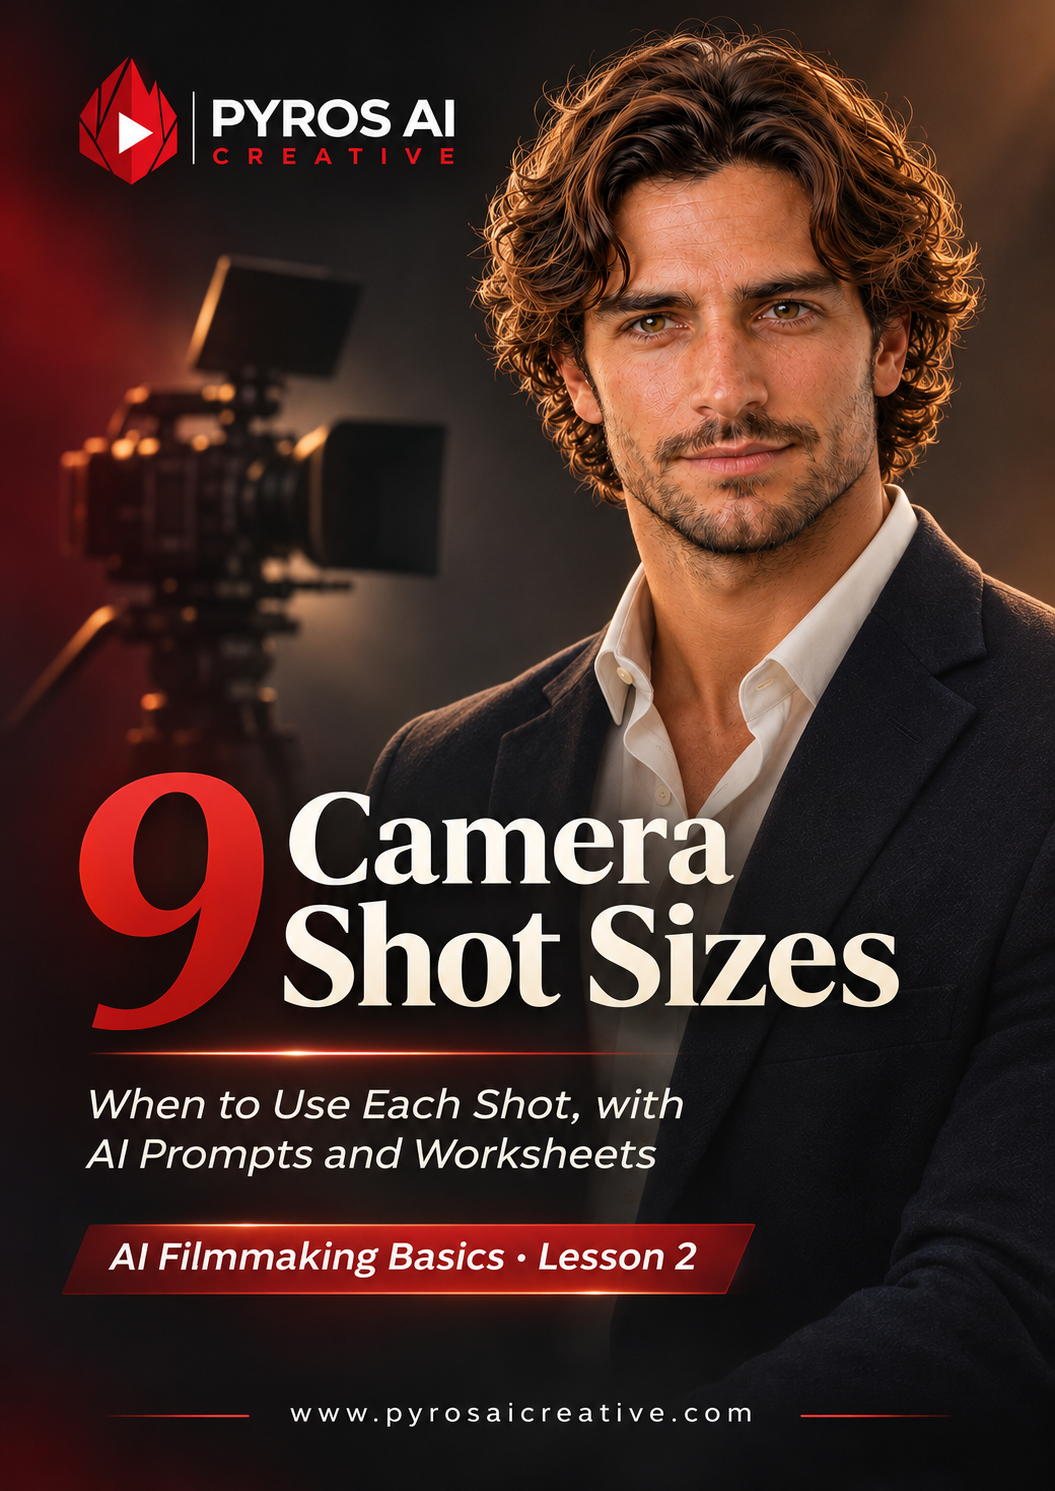 PYROS AI
CREATIVE
9 Camera
Shot Sizes
When to Use Each Shot, with
AI Prompts and Worksheets
AI Filmmaking Basics • Lesson 2
www.pyrosaicreative.com